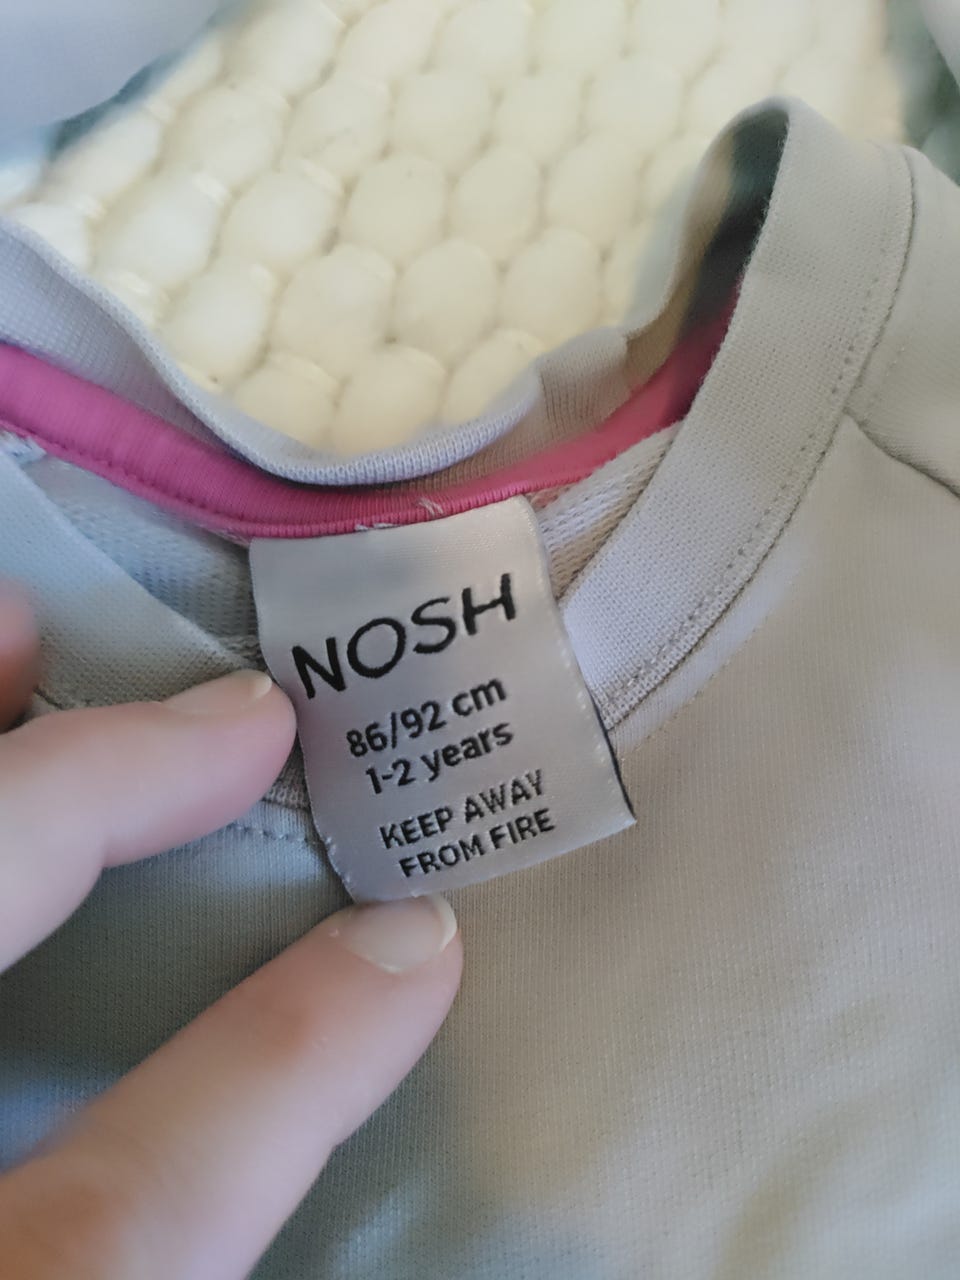 NOSH
86/92 cm
1-2 years
KEEP AWAY
FROM FIRE